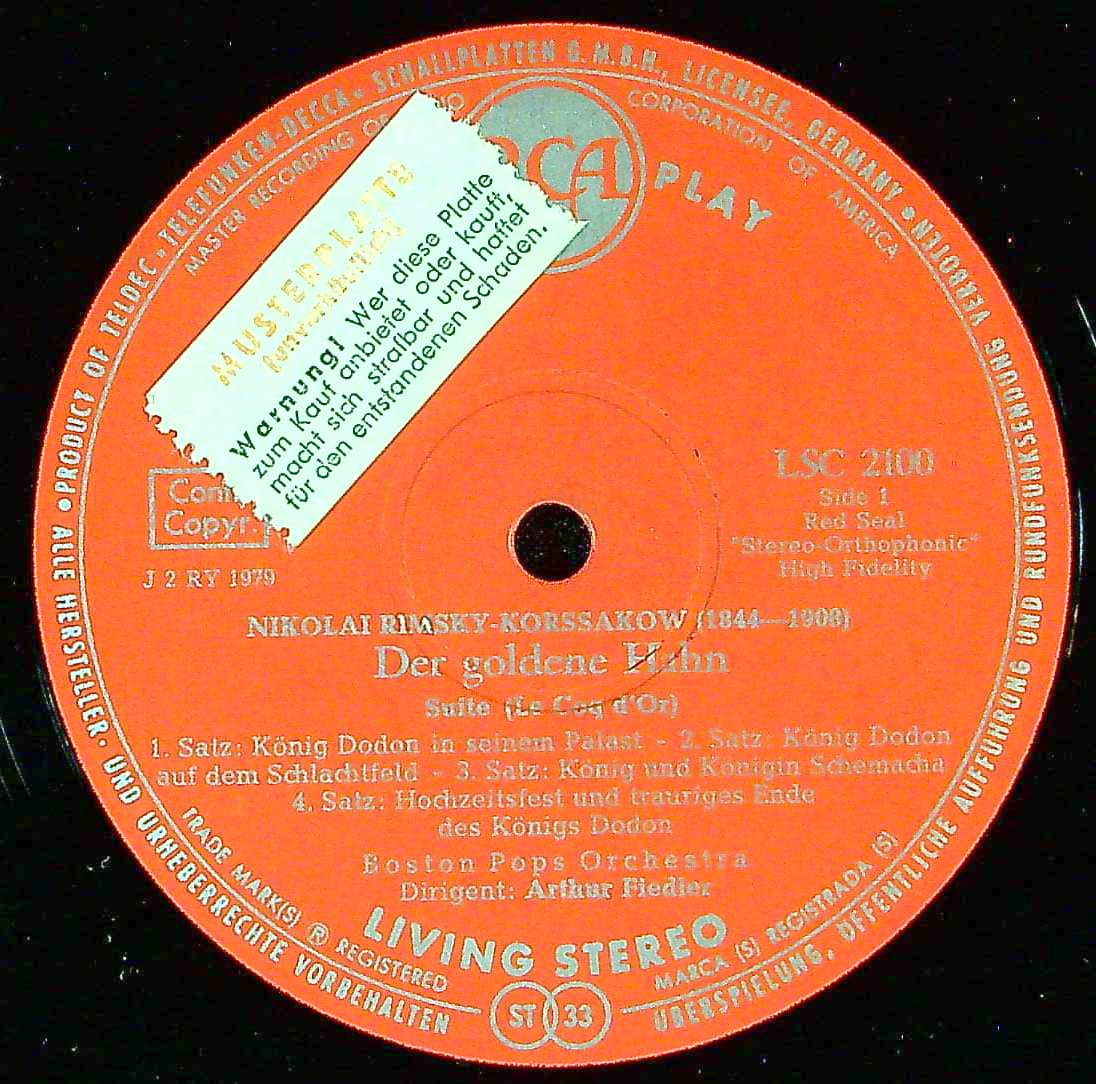 PRODUCT OF TELDEC • TELEFUNKEN-DECCA • SCHALLPLATTEN G.M.B.H., LICENSEE, GERMANY •
MASTER RECORDING OF
CORPORATION OF AMERICA
RCA
PLAY
MUSTERPLATTE
(unverkäuflich)
Warnung! Wer diese Platte
zum Kauf anbietet oder kauft,
macht sich strafbar und haftet
für den entstandenen Schaden.
Copyr.
J 2 RY 1979
LSC 2100
Side 1
Red Seal
"Stereo-Orthophonic"
High Fidelity
NIKOLAI RIMSKY-KORSSAKOW (1844—1908)
Der goldene Hahn
Suite (Le Coq d'Or)
1. Satz: König Dodon in seinem Palast - 2. Satz: König Dodon
auf dem Schlachtfeld - 3. Satz: König und Königin Schemacha
4. Satz: Hochzeitsfest und trauriges Ende
des Königs Dodon
Boston Pops Orchestra
Dirigent: Arthur Fiedler
LIVING STEREO
TRADE MARK(S) ® REGISTERED
MARCA (S) REGISTRADA (S)
ST 33
• ALLE HERSTELLER- UND URHEBERRECHTE VORBEHALTEN
ÜBERSPIELUNG, ÖFFENTLICHE AUFFÜHRUNG UND RUNDFUNKSENDUNG VERBOTEN